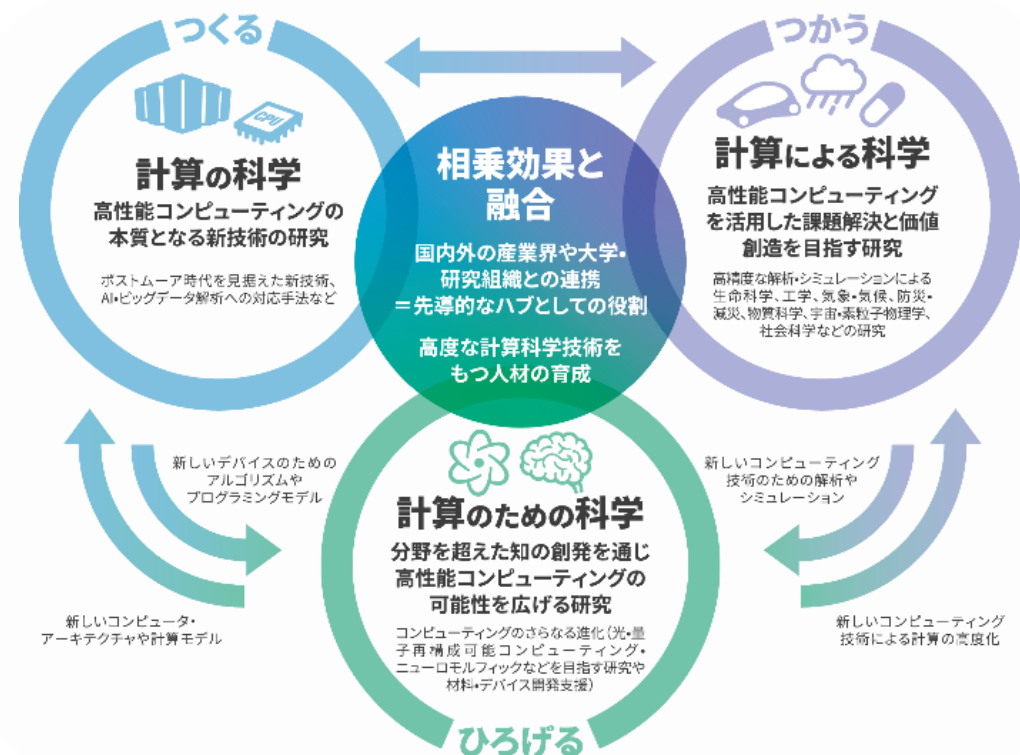 つくる
CPU
計算の科学
高性能コンピューティングの
本質となる新技術の研究
ポストムーア時代を見据えた新技術、
AI・ビッグデータ解析への対応手法など
相乗効果と
融合
国内外の産業界や大学・
研究組織との連携
＝先導的なハブとしての役割
高度な計算科学技術を
もつ人材の育成
つかう
計算による科学
高性能コンピューティング
を活用した課題解決と価値
創造を目指す研究
高精度な解析・シミュレーションによる
生命科学、工学、気象・気候、防災・
減災、物質科学、宇宙・素粒子物理学、
社会科学などの研究
新しいデバイスのための
アルゴリズムや
プログラミングモデル
新しいコンピュータ・
アーキテクチャや計算モデル
計算のための科学
分野を超えた知の創発を通じ
高性能コンピューティングの
可能性を広げる研究
コンピューティングのさらなる進化（光・量
子再構成可能コンピューティング・
ニューロモルフィックなどを目指す研究や
材料・デバイス開発支援）
ひろげる
新しいコンピューティング
技術のための解析や
シミュレーション
新しいコンピューティング
技術による計算の高度化